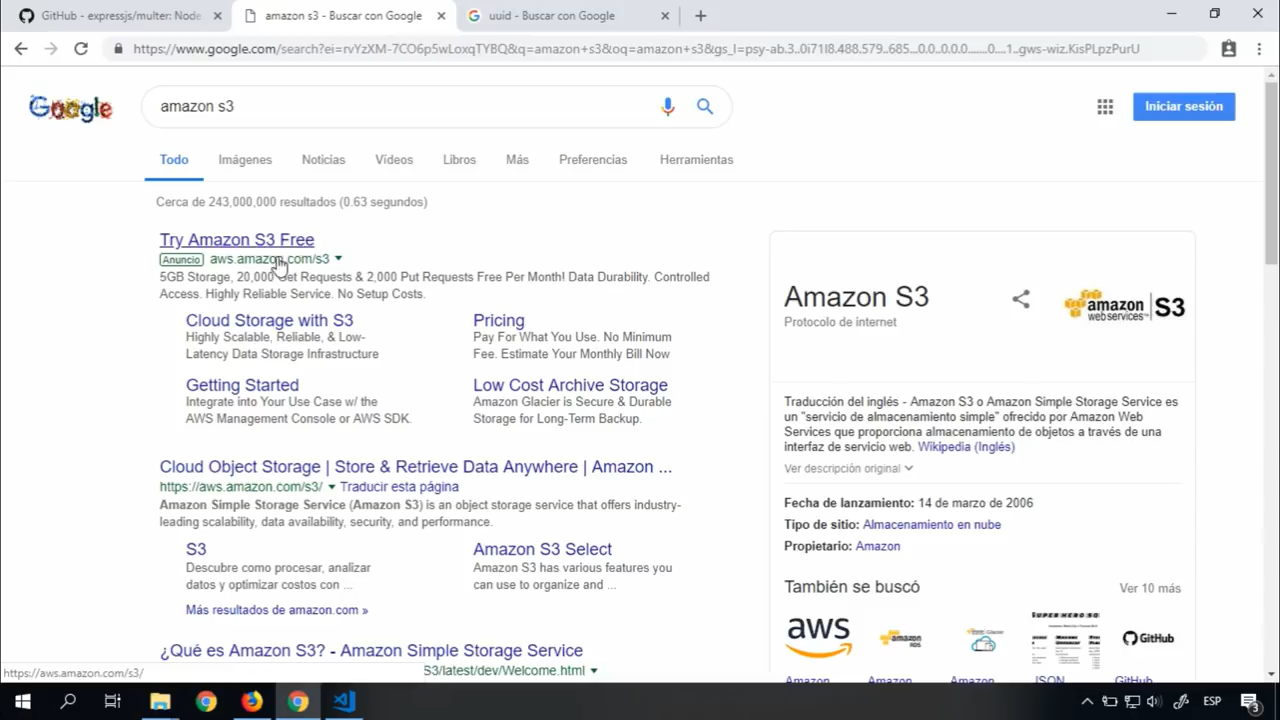 GitHub - expressjs/multer: Node
amazon s3 - Buscar con Google
uuid - Buscar con Google
https://www.google.com/search?ei=rvYzXM-7CO6p5wLoxqTYBQ&q=amazon+s3&oq=amazon+s3&gs_l=psy-ab.3..0i71l8.488.579..685...0.0..0.0.0.......0....1..gws-wiz.KisPLpzPurU
Google
amazon s3
Iniciar sesión
Todo
Imágenes
Noticias
Vídeos
Libros
Más
Preferencias
Herramientas
Cerca de 243,000,000 resultados (0.63 segundos)
Try Amazon S3 Free
Anuncio aws.amazon.com/s3
5GB Storage, 20,000 Get Requests & 2,000 Put Requests Free Per Month! Data Durability. Controlled
Access. Highly Reliable Service. No Setup Costs.
Cloud Storage with S3
Highly Scalable, Reliable, & Low-
Latency Data Storage Infrastructure
Pricing
Pay For What You Use. No Minimum
Fee. Estimate Your Monthly Bill Now
Getting Started
Integrate into Your Use Case w/ the
AWS Management Console or AWS SDK.
Low Cost Archive Storage
Amazon Glacier is Secure & Durable
Storage for Long-Term Backup.
Cloud Object Storage | Store & Retrieve Data Anywhere | Amazon ...
https://aws.amazon.com/s3/ Traducir esta página
Amazon Simple Storage Service (Amazon S3) is an object storage service that offers industry-
leading scalability, data availability, security, and performance.
S3
Descubre como procesar, analizar
datos y optimizar costos con ...
Amazon S3 Select
Amazon S3 has various features you
can use to organize and ...
Más resultados de amazon.com »
¿Qué es Amazon S3? - Amazon Simple Storage Service
S3/latest/dev/Welcome.html
https://aws.amazon.com/s3/
Amazon S3
Protocolo de internet
amazon
web services™ | S3
Traducción del inglés - Amazon S3 o Amazon Simple Storage Service es
un "servicio de almacenamiento simple" ofrecido por Amazon Web
Services que proporciona almacenamiento de objetos a través de una
interfaz de servicio web. Wikipedia (Inglés)
Ver descripción original
Fecha de lanzamiento: 14 de marzo de 2006
Tipo de sitio: Almacenamiento en nube
Propietario: Amazon
También se buscó
Ver 10 más
aws
amazon
RDS
SUPER HERO SQ
GitHub
Amazon
Amazon
Amazon
JSON
GitHub
ESP
3